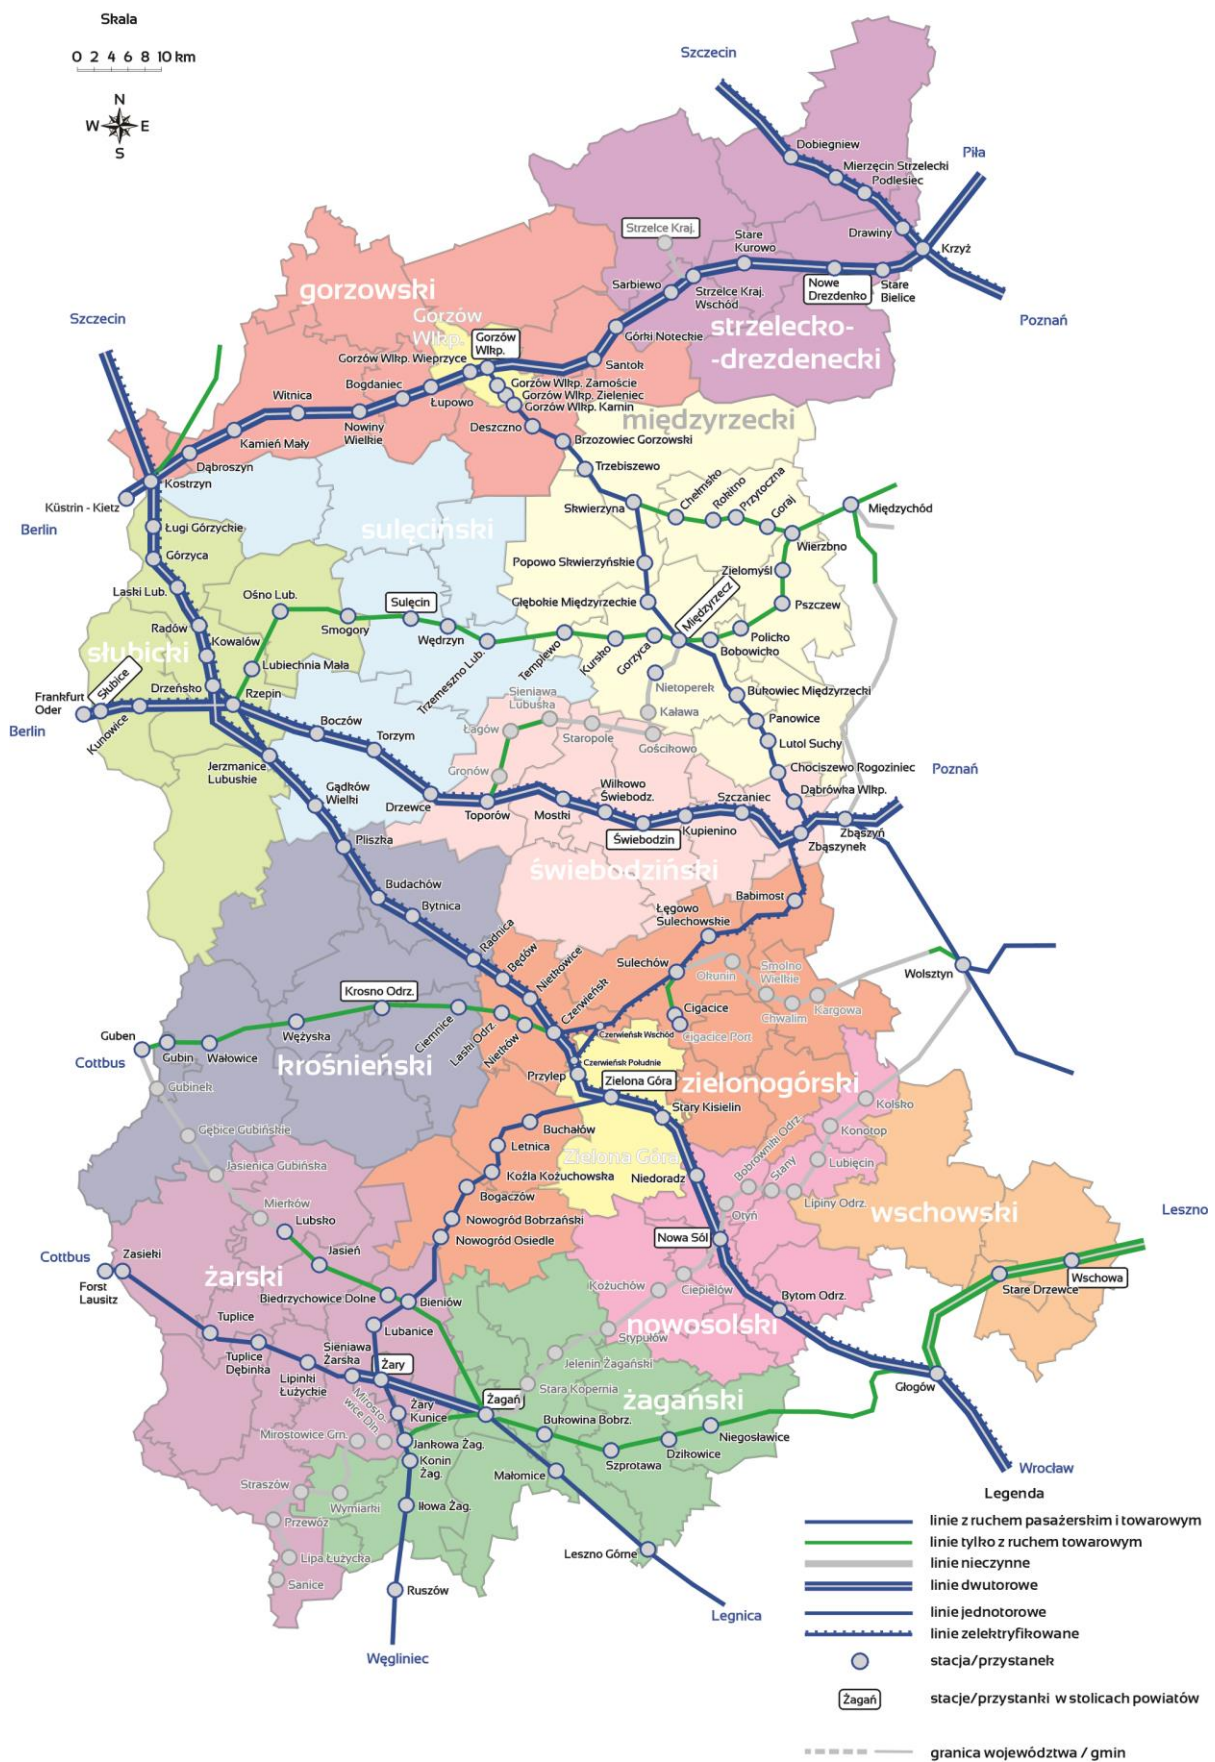 Skala
0 2 4 6 8 10 km
N
W E
S
Szczecin
Dobiegniew
Mierzęcin Strzelecki
Podlesiec
Piła
Drawiny
Krzyż
Strzelce Kraj.
Stare
Kurowo
Sarbiewo
Strzelce Kraj.
Wschód
Nowe
Drezdenko
Stare
Bielice
Poznań
gorzowski
Gorzów
Wlkp.
Szczecin
Gorzów
Wlkp.
Górki Noteckie
strzelecko-
-drezdenecki
Gorzów Wlkp. Wieprzyce
Santok
Bogdaniec
Gorzów Wlkp. Zamoście
Gorzów Wlkp. Zieleniec
Gorzów Wlkp. Karnin
Witnica
Łupowo
Nowiny
Wielkie
Deszczno
międzyrzecki
Kamień Mały
Brzozowiec Gorzowski
Dąbroszyn
Trzebiszewo
Kostrzyn
Küstrin - Kietz
Skwierzyna
Chełmsko
Rokitno
Przytoczna
Goraj
Międzychód
Berlin
Ługi Górzyckie
sulęciński
Wierzbno
Górzyca
Popowo Skwierzyńskie
Zielomyśl
Laski Lub.
Ośno Lub.
Sulęcin
Głębokie Międzyrzeckie
Międzyrzecz
Pszczew
Radów
Smogory
Wędrzyn
Policko
Kowalów
słubicki
Trzemeszno Lub.
Templewo
Kursko
Gorzyca
Bobowicko
Lubiechnia Mała
Drzeńsko
Rzepin
Słubice
Frankfurt
Oder
Kunowice
Berlin
Nietoperek
Bukowiec Międzyrzecki
Sieniawa
Lubuska
Kaława
Panowice
Boczów
Torzym
Łagów
Staropole
Gościkowo
Lutol Suchy
Jerzmanice
Lubuskie
Gronów
Chociszewo Rogoziniec
Poznań
Gądków
Wielki
Drzewce
Toporów
Mostki
Wilkowo
Świebodz.
Szczaniec
Dąbrówka Wlkp.
Świebodzin
Kupienino
Zbąszyń
Zbąszynek
Pliszka
świebodziński
Budachów
Bytnica
Babimost
Łęgowo
Sulechowskie
Radnica
Będów
Nietkowice
Sulechów
Okunin
Smolno
Wielkie
Wolsztyn
Krosno Odrz.
Czerwieńsk
Chwalim
Kargowa
Cigacice
Cigacice Port
Guben
Gubin
Wałowice
Wężyska
Ciemnice
Laski Odrz.
Nietków
Czerwieńsk Wschód
Cottbus
krośnieński
Czerwieńsk Południe
Gubinek
Przylep
Zielona Góra
zielonogórski
Stary Kisielin
Kolsko
Gębice Gubińskie
Buchałów
Bobrowniki Odrz.
Konotop
Letnica
Zielona Góra
Stany
Lubięcin
Jasienica Gubińska
Koźla Kożuchowska
Niedoradz
Lipiny Odrz.
Bogaczów
Otyń
wschowski
Leszno
Mierków
Lubsko
Nowogród Bobrzański
Nowogród Osiedle
Nowa Sól
Cottbus
Zasieki
Jasień
żarski
Kożuchów
Ciepielów
Wschowa
Stare Drzewce
Forst
Lausitz
Biedrzychowice Dolne
Bieniów
Bytom Odrz.
Tuplice
Lubanice
Stypułów
nowosolski
Tuplice
Dębinka
Sieniawa
Żarska
Żary
Jelenin Żagański
Lipinki
Łużyckie
Głogów
Mirosto-
wice Dln.
Żary
Kunice
Żagań
Stara Kopernia
żagański
Mirostowice Grn.
Jankowa Żag.
Bukowina Bobrz.
Niegosławice
Dzikowice
Konin
Żag.
Szprotawa
Małomice
Wrocław
Straszów
Wymiarki
Iłowa Żag.
Przewóz
Leszno Górne
Lipa Łużycka
Sanice
Ruszów
Legnica
Węgliniec
Legenda
linie z ruchem pasażerskim i towarowym
linie tylko z ruchem towarowym
linie nieczynne
linie dwutorowe
linie jednotorowe
linie zelektryfikowane
stacja/przystanek
Żagań
stacje/przystanki w stolicach powiatów
granica województwa / gmin